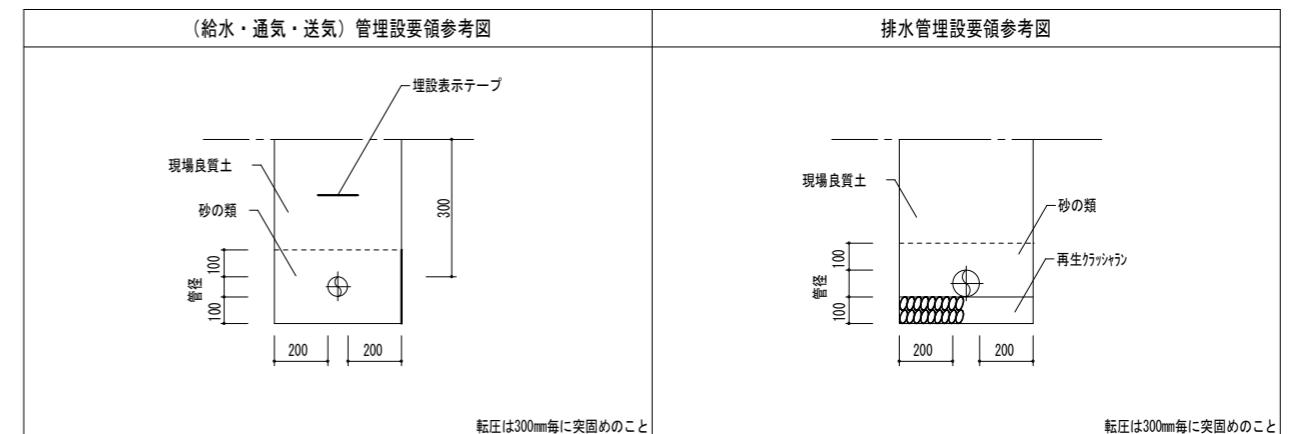 (給水・通気・送気)管埋設要領参考図
埋設表示テープ
現場良質土
砂の類
300
100
管径
100
200
200
転圧は300㎜毎に突固めのこと
排水管埋設要領参考図
現場良質土
砂の類
再生ｸﾗｯｼｬﾗﾝ
100
管径
100
200
200
転圧は300㎜毎に突固めのこと